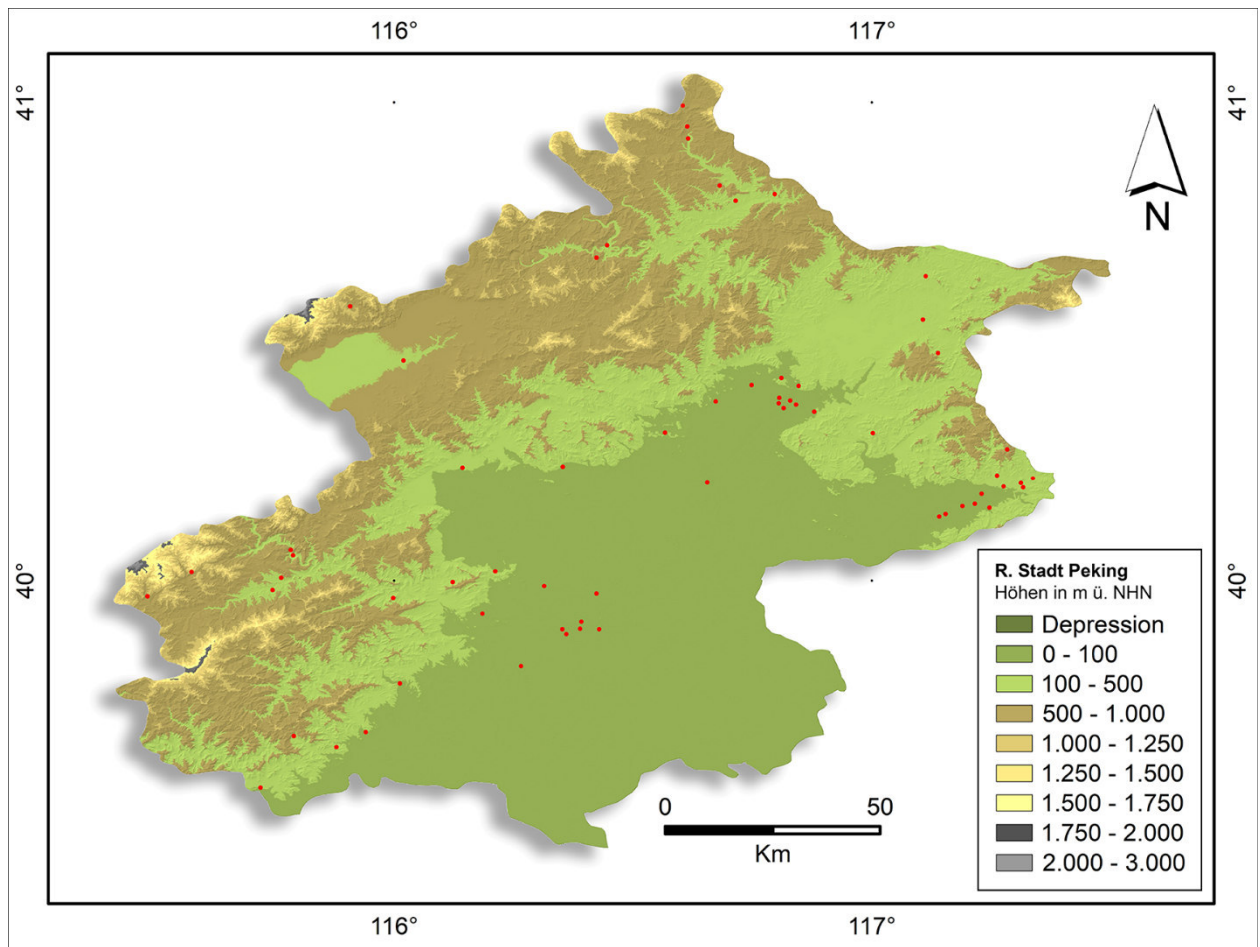 116°
117°
41°
41°
N
40°
40°
R. Stadt Peking
Höhen in m ü. NHN
Depression
0 - 100
100 - 500
500 - 1.000
1.000 - 1.250
1.250 - 1.500
1.500 - 1.750
1.750 - 2.000
2.000 - 3.000
0
50
Km
116°
117°